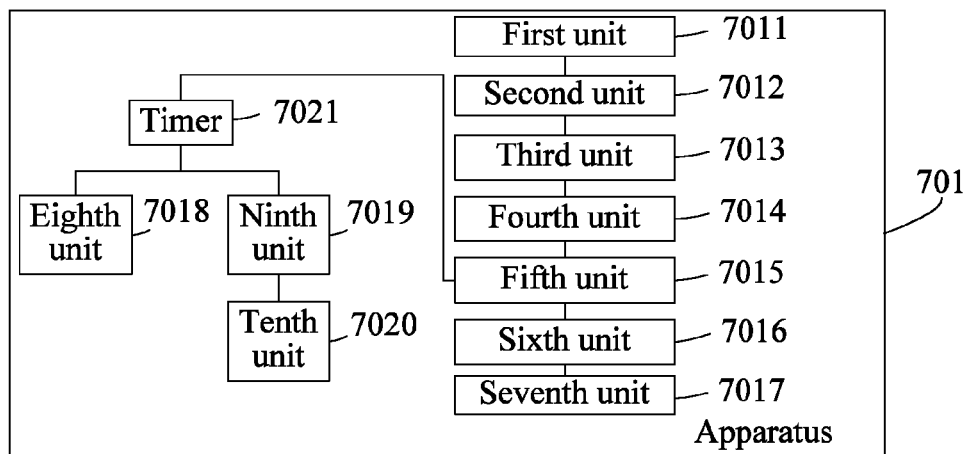 First unit
7011
Second unit
7012
Timer
7021
Third unit
7013
Eighth
unit
7018
Ninth
unit
7019
Fourth unit
7014
701
Fifth unit
7015
Tenth
unit
7020
Sixth unit
7016
Seventh unit
7017
Apparatus